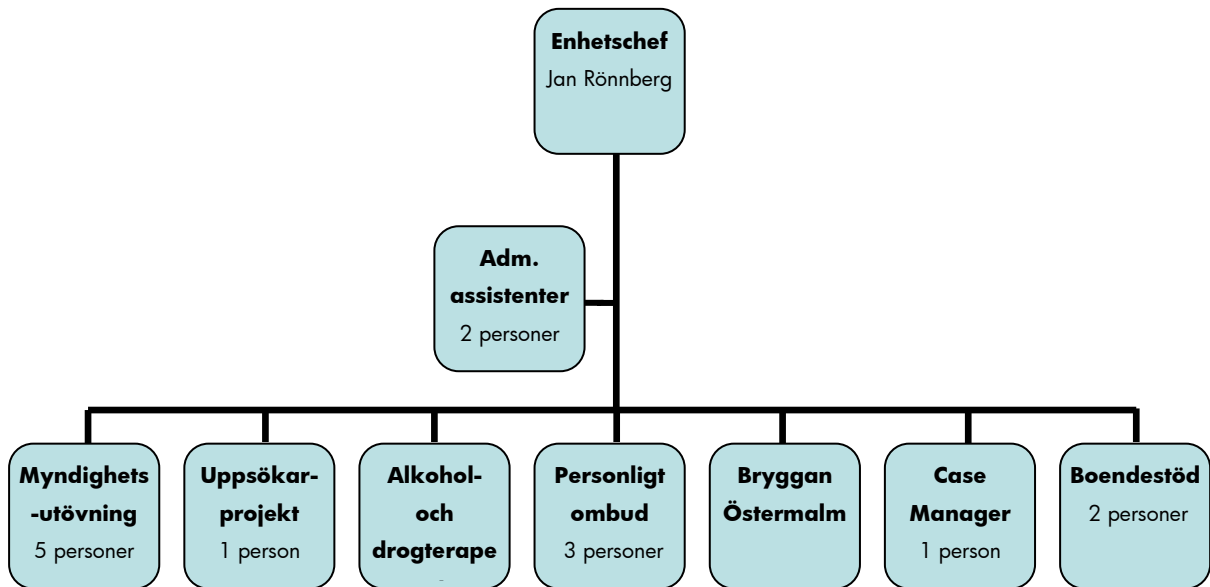 Enhetschef
Jan Rönnberg
Adm.
assistenter
2 personer
Myndighets
-utövning
5 personer
Uppsökar-
projekt
1 person
Alkohol-
och
drogterape
Personligt
ombud
3 personer
Bryggan
Östermalm
Case
Manager
1 person
Boendestöd
2 personer